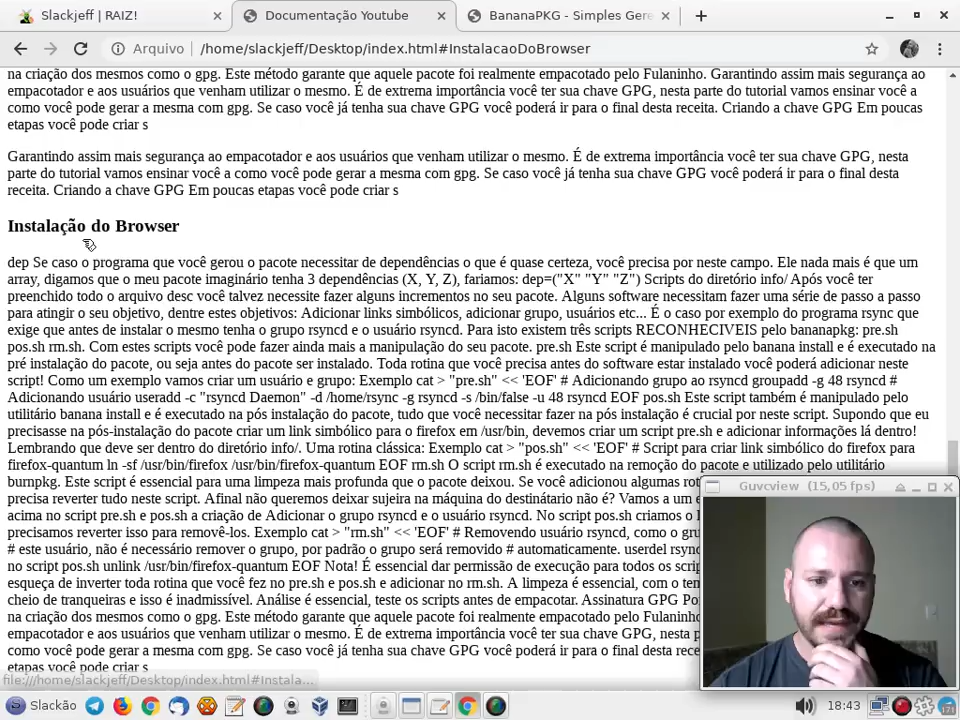 Slackjeff | RAIZ!
Documentação Youtube
BananaPKG - Simples Gere
Arquivo | /home/slackjeff/Desktop/index.html#InstalacaoDoBrowser
na criação dos mesmos como o gpg. Este método garante que aquele pacote foi realmente empacotado pelo Fulaninho. Garantindo assim mais segurança ao
empacotador e aos usuários que venham utilizar o mesmo. É de extrema importância você ter sua chave GPG, nesta parte do tutorial vamos ensinar você a
como você pode gerar a mesma com gpg. Se caso você já tenha sua chave GPG você poderá ir para o final desta receita. Criando a chave GPG Em poucas
etapas você pode criar s
Garantindo assim mais segurança ao empacotador e aos usuários que venham utilizar o mesmo. É de extrema importância você ter sua chave GPG, nesta
parte do tutorial vamos ensinar você a como você pode gerar a mesma com gpg. Se caso você já tenha sua chave GPG você poderá ir para o final desta
receita. Criando a chave GPG Em poucas etapas você pode criar s
Instalação do Browser
dep Se caso o programa que você gerou o pacote necessitar de dependências o que é quase certeza, você precisa por neste campo. Ele nada mais é que um
array, digamos que o meu pacote imaginário tenha 3 dependências (X, Y, Z), fariamos: dep=("X" "Y" "Z") Scripts do diretório info/ Após você ter
preenchido todo o arquivo desc você talvez necessite fazer alguns incrementos no seu pacote. Alguns software necessitam fazer uma série de passo a passo
para atingir o seu objetivo, dentre estes objetivos: Adicionar links simbólicos, adicionar grupo, usuários etc... É o caso por exemplo do programa rsync que
exige que antes de instalar o mesmo tenha o grupo rsyncd e o usuário rsyncd. Para isto existem três scripts RECONHECIVEIS pelo bananapkg: pre.sh
pos.sh rm.sh. Com estes scripts você pode fazer ainda mais a manipulação do seu pacote. pre.sh Este script é manipulado pelo banana install e é executado na
pré instalação do pacote, ou seja antes do pacote ser instalado. Toda rotina que você precisa antes do software estar instalado você poderá adicionar neste
script! Como um exemplo vamos criar um usuário e grupo: Exemplo cat > "pre.sh" << 'EOF' # Adicionando grupo ao rsyncd groupadd -g 48 rsyncd #
Adicionando usuário useradd -c "rsyncd Daemon" -d /home/rsync -g rsyncd -s /bin/false -u 48 rsyncd EOF pos.sh Este script também é manipulado pelo
utilitário banana install e é executado na pós instalação do pacote, tudo que você necessitar fazer na pós instalação é crucial por neste script. Supondo que eu
precisasse na pós-instalação do pacote criar um link simbólico para o firefox em /usr/bin, devemos criar um script pre.sh e adicionar informações lá dentro!
Lembrando que deve ser dentro do diretório info/. Uma rotina clássica: Exemplo cat > "pos.sh" << 'EOF' # Script para criar link simbólico do firefox para
firefox-quantum ln -sf /usr/bin/firefox /usr/bin/firefox-quantum EOF rm.sh O script rm.sh é executado na remoção do pacote e utilizado pelo utilitário
burnpkg. Este script é essencial para uma limpeza mais profunda que o pacote deixou. Se você adicionou algumas rot
precisa reverter tudo neste script. Afinal não queremos deixar sujeira na máquina do destinátario não é? Vamos a um e
acima no script pre.sh e pos.sh a criação de Adicionar o grupo rsyncd e o usuário rsyncd. No script pos.sh criamos o
precisamos reverter isso para removê-los. Exemplo cat > "rm.sh" << 'EOF' # Removendo usuário rsyncd, como o gru
# este usuário, não é necessário remover o grupo, por padrão o grupo será removido # automaticamente. userdel rsync
no script pos.sh unlink /usr/bin/firefox-quantum EOF Nota! É essencial dar permissão de execução para todos os scrip
esqueça de inverter toda rotina que você fez no pre.sh e pos.sh e adicionar no rm.sh. A limpeza é essencial, com o tem
cheio de tranqueiras e isso é inadmissível. Análise é essencial, teste os scripts antes de empacotar. Assinatura GPG Po
na criação dos mesmos como o gpg. Este método garante que aquele pacote foi realmente empacotado pelo Fulaninho
empacotador e aos usuários que venham utilizar o mesmo. É de extrema importância você ter sua chave GPG, nesta p
como você pode gerar a mesma com gpg. Se caso você já tenha sua chave GPG você poderá ir para o final desta rece
etapas você pode criar s
Guvcview (15,05 fps)
file:///home/slackjeff/Desktop/index.html#Instala...
Slackão
18:43
171